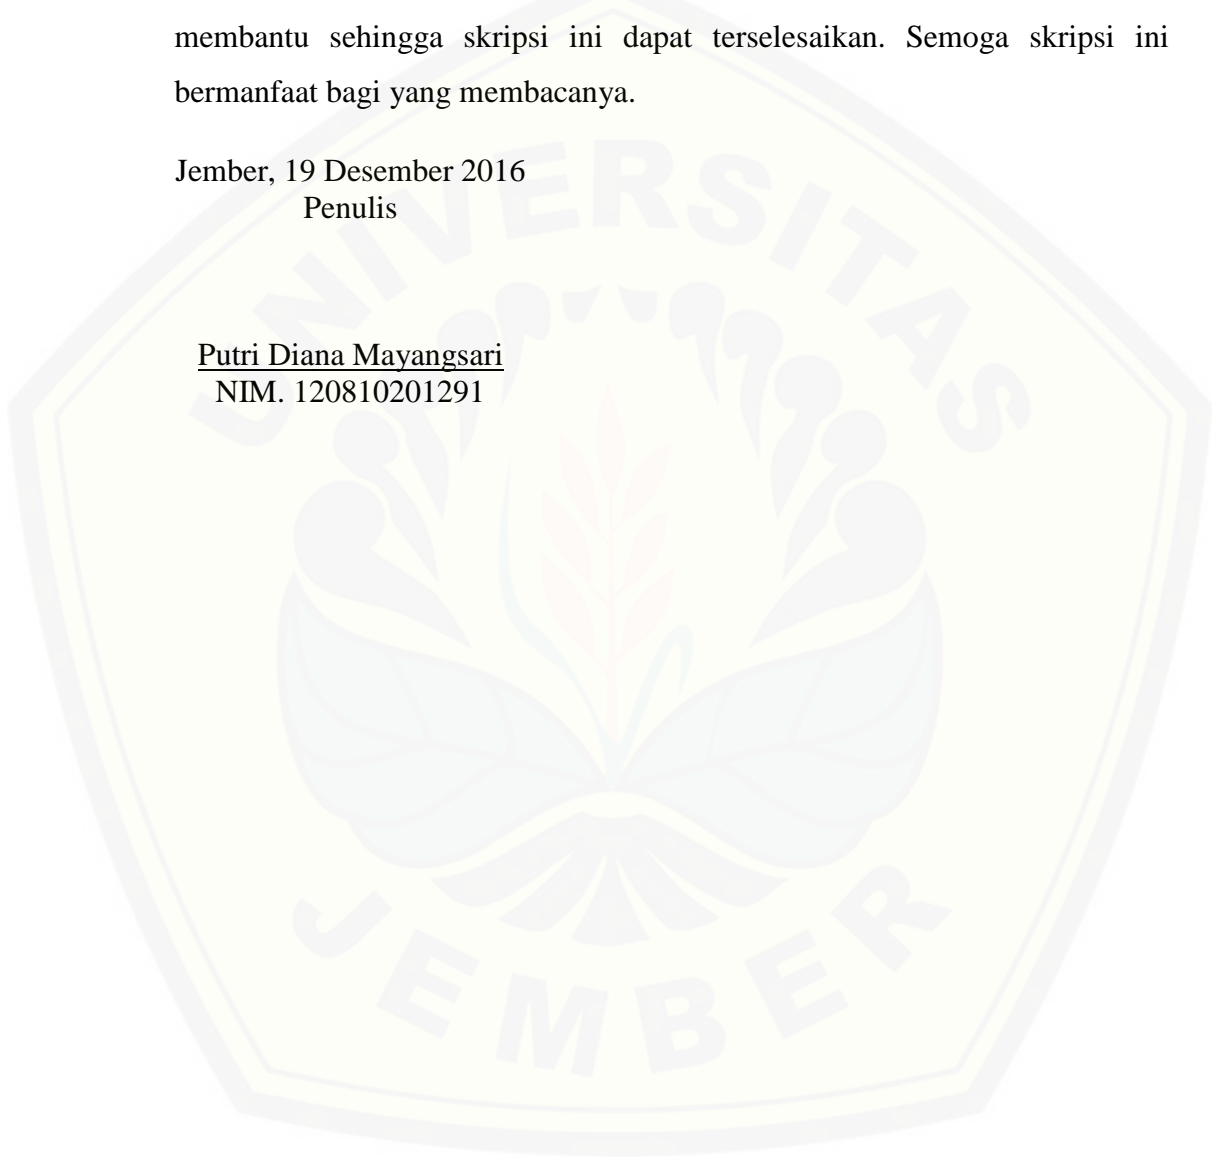 membantu sehingga skripsi ini dapat terselesaikan. Semoga skripsi ini
bermanfaat bagi yang membacanya.
Jember, 19 Desember 2016
Penulis
Putri Diana Mayangsari
NIM. 120810201291
UNIVERSITAS
JEMBER